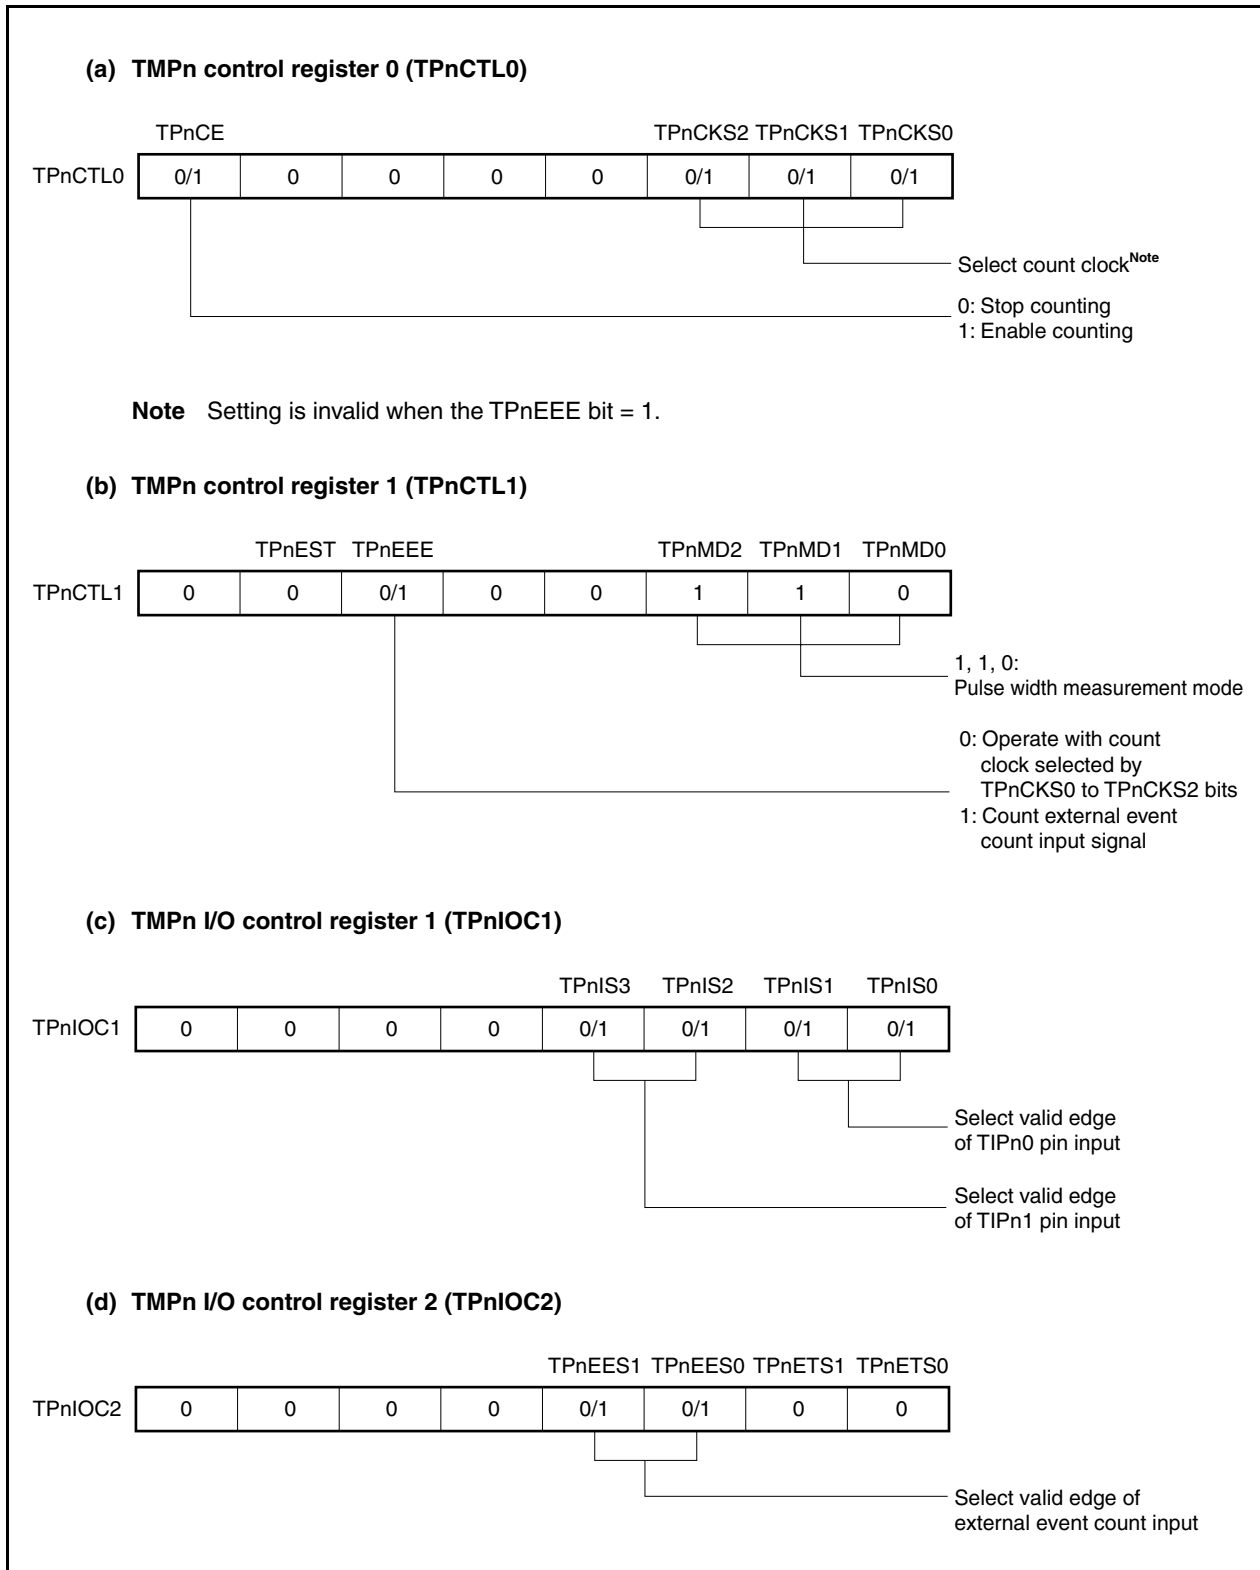 (a) TMPn control register 0 (TPnCTL0)
TPnCE TPnCKS2 TPnCKS1 TPnCKS0
TPnCTL0 0/1 0 0 0 0 0/1 0/1 0/1
Select count clockNote
0: Stop counting
1: Enable counting
Note Setting is invalid when the TPnEEE bit = 1.
(b) TMPn control register 1 (TPnCTL1)
TPnEST TPnEEE TPnMD2 TPnMD1 TPnMD0
TPnCTL1 0 0 0/1 0 0 1 1 0
1, 1, 0:
Pulse width measurement mode
0: Operate with count
clock selected by
TPnCKS0 to TPnCKS2 bits
1: Count external event
count input signal
(c) TMPn I/O control register 1 (TPnIOC1)
TPnIS3 TPnIS2 TPnIS1 TPnIS0
TPnIOC1 0 0 0 0 0/1 0/1 0/1 0/1
Select valid edge
of TIPn0 pin input
Select valid edge
of TIPn1 pin input
(d) TMPn I/O control register 2 (TPnIOC2)
TPnEES1 TPnEES0 TPnETS1 TPnETS0
TPnIOC2 0 0 0 0 0/1 0/1 0 0
Select valid edge of
external event count input